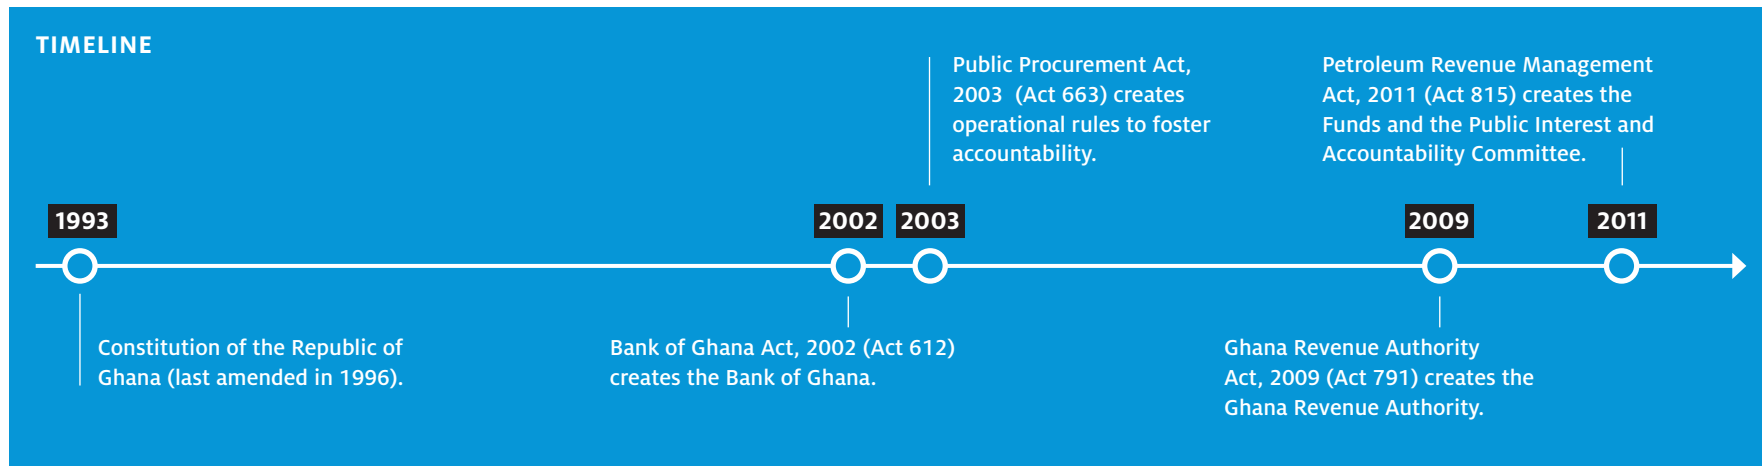 TIMELINE
Public Procurement Act,
2003  (Act 663) creates
operational rules to foster
accountability.
Petroleum Revenue Management
Act, 2011 (Act 815) creates the
Funds and the Public Interest and
Accountability Committee.
1993
2002
2003
2009
2011
Constitution of the Republic of
Ghana (last amended in 1996).
Bank of Ghana Act, 2002 (Act 612)
creates the Bank of Ghana.
Ghana Revenue Authority
Act, 2009 (Act 791) creates the
Ghana Revenue Authority.